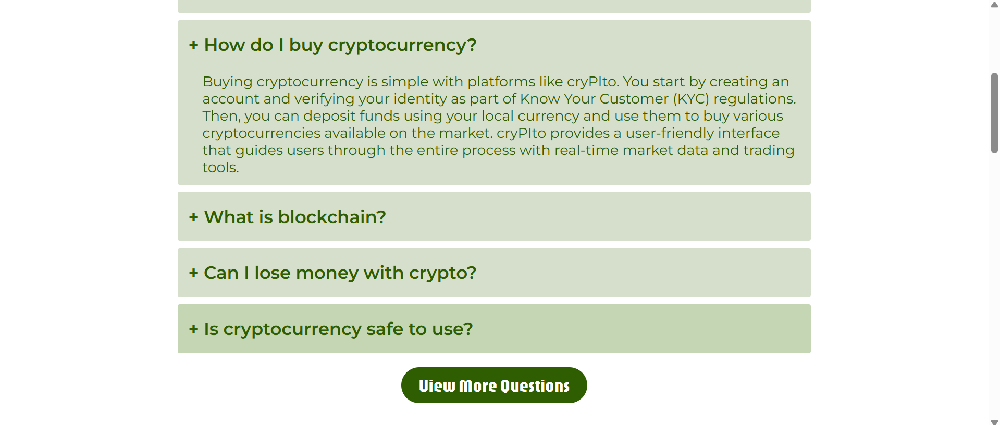 + How do I buy cryptocurrency?
Buying cryptocurrency is simple with platforms like cryPIto. You start by creating an
account and verifying your identity as part of Know Your Customer (KYC) regulations.
Then, you can deposit funds using your local currency and use them to buy various
cryptocurrencies available on the market. cryPIto provides a user-friendly interface
that guides users through the entire process with real-time market data and trading
tools.
+ What is blockchain?
+ Can I lose money with crypto?
+ Is cryptocurrency safe to use?
View More Questions